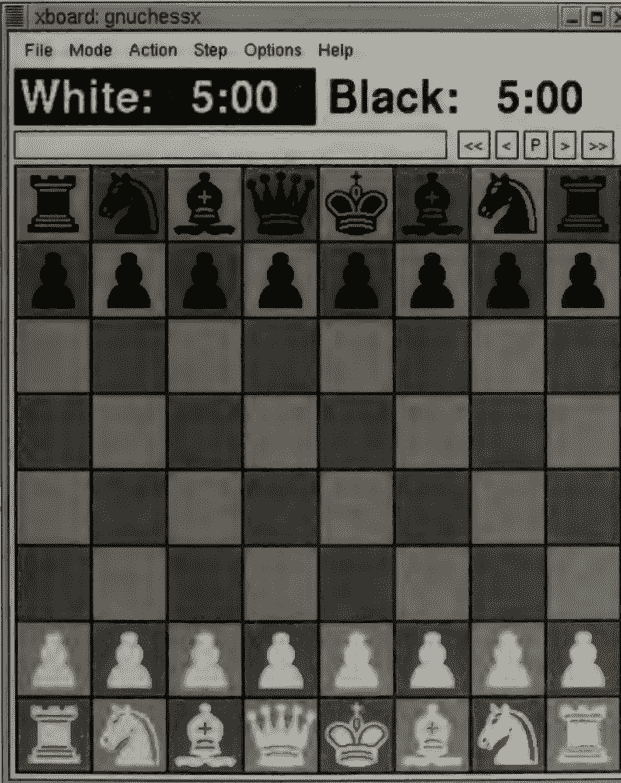 xboard: gnuchessx
File Mode Action Step Options Help
White: 5:00 Black: 5:00
<< < P > >>